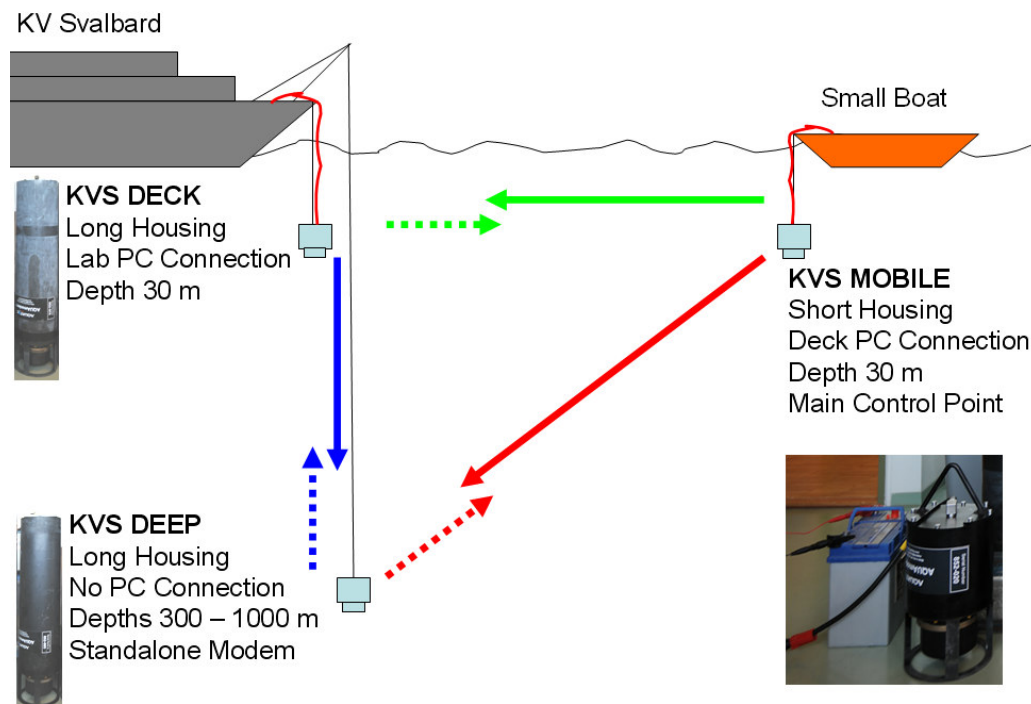 KV Svalbard
Small Boat
KVS DECK
Long Housing
Lab PC Connection
Depth 30 m
KVS MOBILE
Short Housing
Deck PC Connection
Depth 30 m
Main Control Point
KVS DEEP
Long Housing
No PC Connection
Depths 300 – 1000 m
Standalone Modem